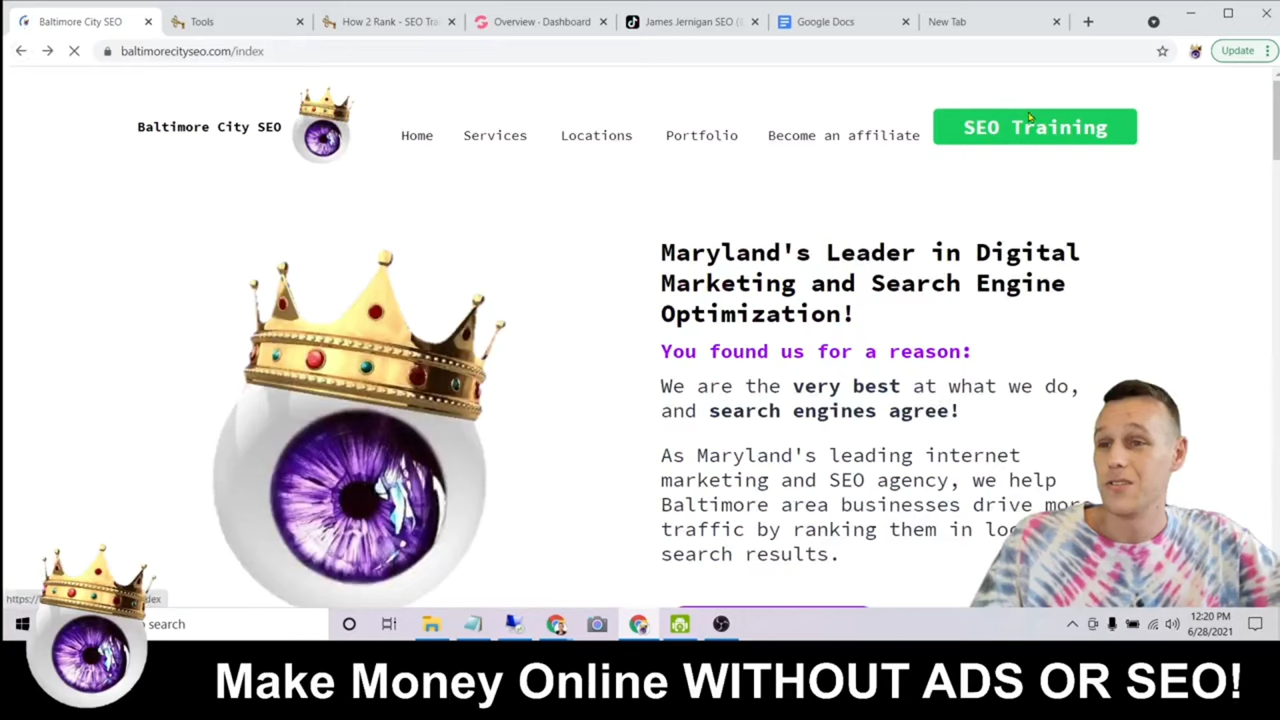 Baltimore City SEO
Tools
How 2 Rank - SEO Tra
Overview - Dashboard
James Jernigan SEO (
Google Docs
New Tab
baltimorecityseo.com/index
Update
Baltimore City SEO
Home
Services
Locations
Portfolio
Become an affiliate
SEO Training
Maryland's Leader in Digital
Marketing and Search Engine
Optimization!
You found us for a reason:
We are the very best at what we do,
and search engines agree!
As Maryland's leading internet
marketing and SEO agency, we help
Baltimore area businesses drive more
traffic by ranking them in lo
search results.
https://
dex
search
12:20 PM
6/28/2021
Make Money Online WITHOUT ADS OR SEO!